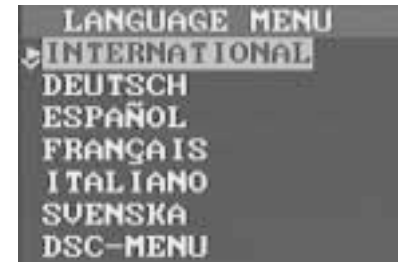 LANGUAGE MENU
INTERNATIONAL
DEUTSCH
ESPAÑOL
FRANÇAIS
ITALIANO
SVENSKA
DSC-MENU